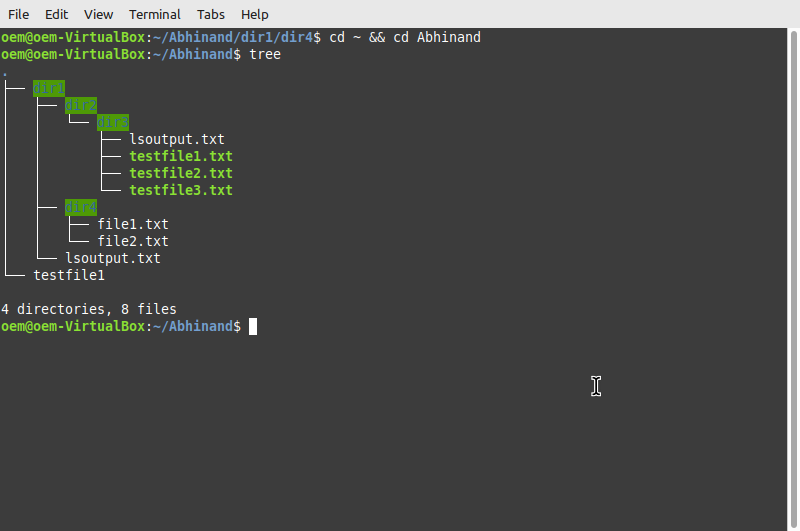 File Edit View Terminal Tabs Help
oem@oem-VirtualBox:~/Abhinand/dir1/dir4$ cd ~ && cd Abhinand
oem@oem-VirtualBox:~/Abhinand$ tree
.
├── dir1
│   ├── dir2
│   │   └── dir3
│   │       ├── lsoutput.txt
│   │       ├── testfile1.txt
│   │       ├── testfile2.txt
│   │       └── testfile3.txt
│   ├── dir4
│   │   ├── file1.txt
│   │   └── file2.txt
│   └── lsoutput.txt
└── testfile1

4 directories, 8 files
oem@oem-VirtualBox:~/Abhinand$